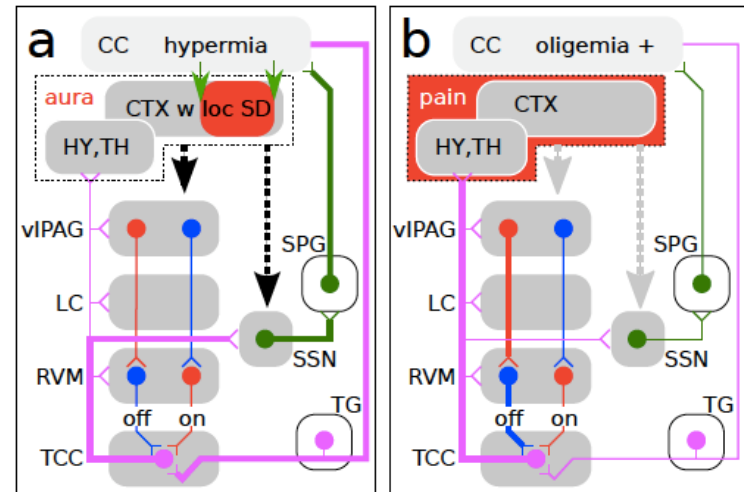 a
CC hypermia
aura
CTX w loc SD
HY,TH
vlPAG
SPG
LC
SSN
RVM
off on
TG
TCC
b
CC oligemia +
pain
CTX
HY,TH
vlPAG
SPG
LC
SSN
RVM
off on
TG
TCC